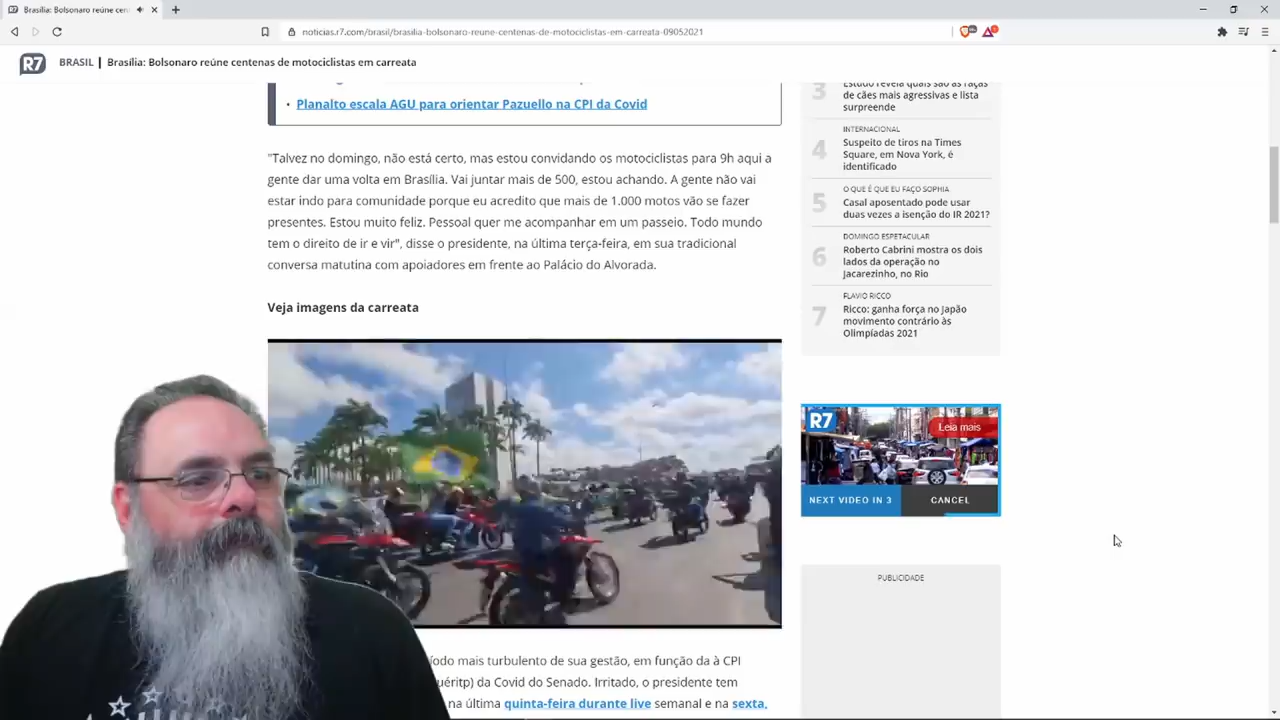 Brasília: Bolsonaro reúne cen
noticias.r7.com/brasil/brasilia-bolsonaro-reune-centenas-de-motociclistas-em-carreata-09052021
R7 BRASIL | Brasília: Bolsonaro reúne centenas de motociclistas em carreata
• Planalto escala AGU para orientar Pazuello na CPI da Covid
"Talvez no domingo, não está certo, mas estou convidando os motociclistas para 9h aqui a
gente dar uma volta em Brasília. Vai juntar mais de 500, estou achando. A gente não vai
estar indo para comunidade porque eu acredito que mais de 1.000 motos vão se fazer
presentes. Estou muito feliz. Pessoal quer me acompanhar em um passeio. Todo mundo
tem o direito de ir e vir", disse o presidente, na última terça-feira, em sua tradicional
conversa matutina com apoiadores em frente ao Palácio do Alvorada.
Veja imagens da carreata
íodo mais turbulento de sua gestão, em função da à CPI
uéritp) da Covid do Senado. Irritado, o presidente tem
na última quinta-feira durante live semanal e na sexta,
3 Estudo revela quais são as raças
de cães mais agressivas e lista
surpreende
INTERNACIONAL
4 Suspeito de tiros na Times
Square, em Nova York, é
identificado
O QUE É QUE EU FAÇO SOPHIA
5 Casal aposentado pode usar
duas vezes a isenção do IR 2021?
DOMINGO ESPETACULAR
6 Roberto Cabrini mostra os dois
lados da operação no
Jacarezinho, no Rio
FLAVIO RICCO
7 Ricco: ganha força no Japão
movimento contrário às
Olimpíadas 2021
R7 Leia mais
NEXT VIDEO IN 3 CANCEL
PUBLICIDADE